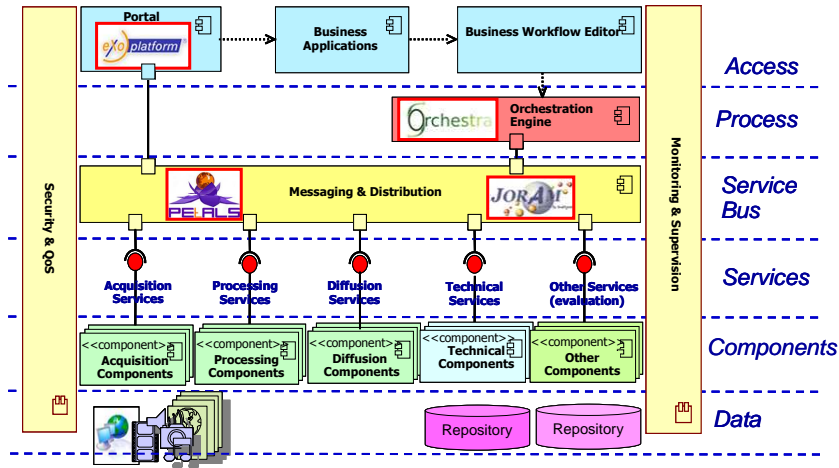 Portal
eXo platform
Business
Applications
Business Workflow Editor
Access
Orchestra
Orchestration
Engine
Process
Messaging & Distribution
PEtALS
JORAM
Service
Bus
Security & QoS
Monitoring & Supervision
Acquisition
Services
Processing
Services
Diffusion
Services
Technical
Services
Other Services
(evaluation)
Services
<<component>>
Acquisition
Components
<<component>>
Processing
Components
<<component>>
Diffusion
Components
<<component>>
Technical
Components
<<component>>
Other
Components
Components
Repository
Repository
Data